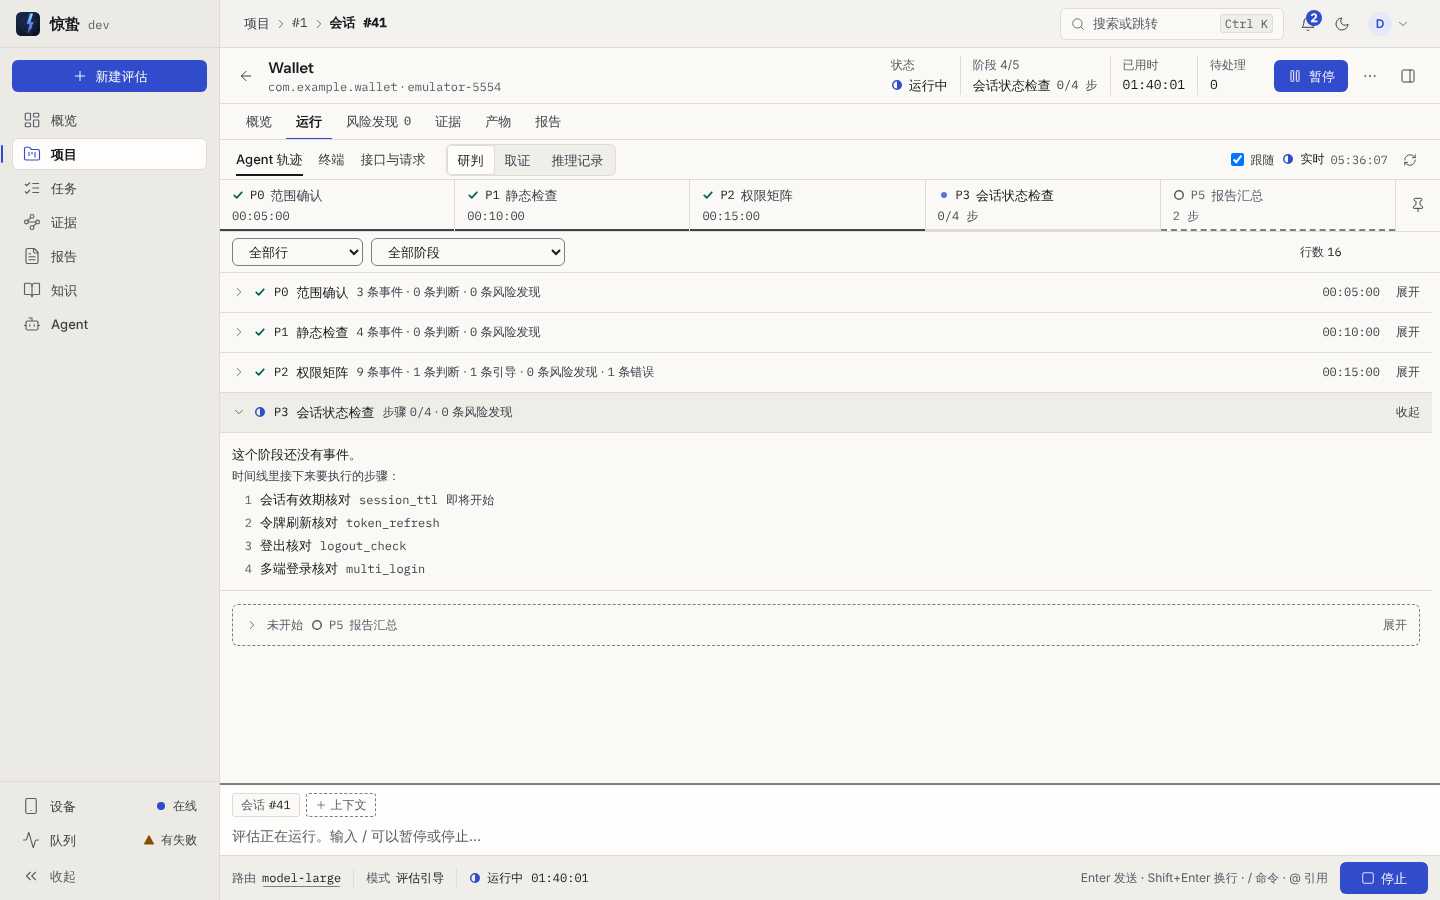 惊蛰 dev
项目 #1 会话 #41
搜索或跳转 Ctrl K
2
D
新建评估
概览
项目
任务
证据
报告
知识
Agent
设备 在线
队列 有失败
收起
Wallet
com.example.wallet · emulator-5554
状态
运行中
阶段 4/5
会话状态检查 0/4 步
已用时
01:40:01
待处理
0
暂停
概览 运行 风险发现 0 证据 产物 报告
Agent 轨迹 终端 接口与请求 研判 取证 推理记录
跟随 实时 05:36:07
P0 范围确认
00:05:00
P1 静态检查
00:10:00
P2 权限矩阵
00:15:00
P3 会话状态检查
0/4 步
P5 报告汇总
2 步
全部行 全部阶段 行数 16
P0 范围确认 3 条事件 · 0 条判断 · 0 条风险发现 00:05:00 展开
P1 静态检查 4 条事件 · 0 条判断 · 0 条风险发现 00:10:00 展开
P2 权限矩阵 9 条事件 · 1 条判断 · 1 条引导 · 0 条风险发现 · 1 条错误 00:15:00 展开
P3 会话状态检查 步骤 0/4 · 0 条风险发现 收起
这个阶段还没有事件。
时间线里接下来要执行的步骤：
1 会话有效期核对 session_ttl 即将开始
2 令牌刷新核对 token_refresh
3 登出核对 logout_check
4 多端登录核对 multi_login
未开始 P5 报告汇总 展开
会话 #41 + 上下文
评估正在运行。输入 / 可以暂停或停止...
路由 model-large 模式 评估引导 运行中 01:40:01
Enter 发送 · Shift+Enter 换行 · / 命令 · @ 引用 停止